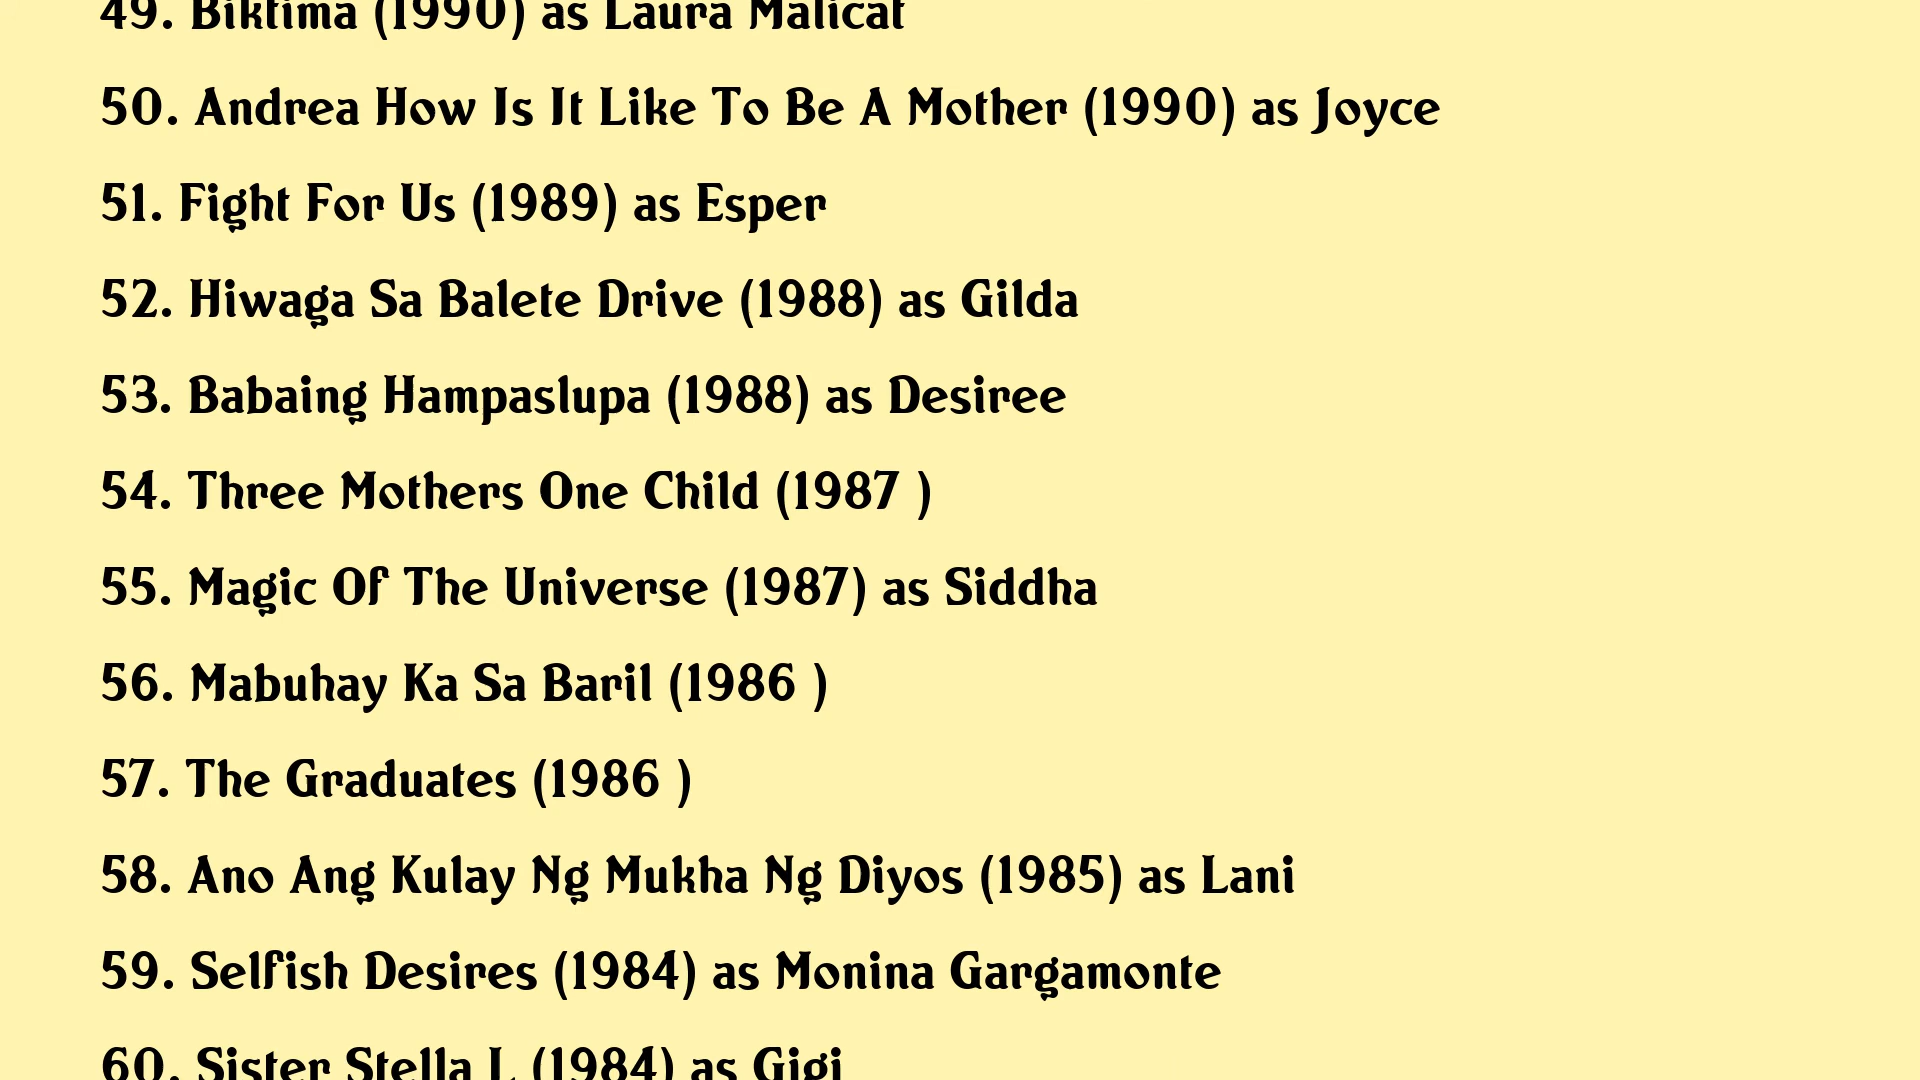 49. Biktima (1990) as Laura Malicat
50. Andrea How Is It Like To Be A Mother (1990) as Joyce
51. Fight For Us (1989) as Esper
52. Hiwaga Sa Balete Drive (1988) as Gilda
53. Babaing Hampaslupa (1988) as Desiree
54. Three Mothers One Child (1987 )
55. Magic Of The Universe (1987) as Siddha
56. Mabuhay Ka Sa Baril (1986 )
57. The Graduates (1986 )
58. Ano Ang Kulay Ng Mukha Ng Diyos (1985) as Lani
59. Selfish Desires (1984) as Monina Gargamonte
60. Sister Stella L (1984) as Gigi